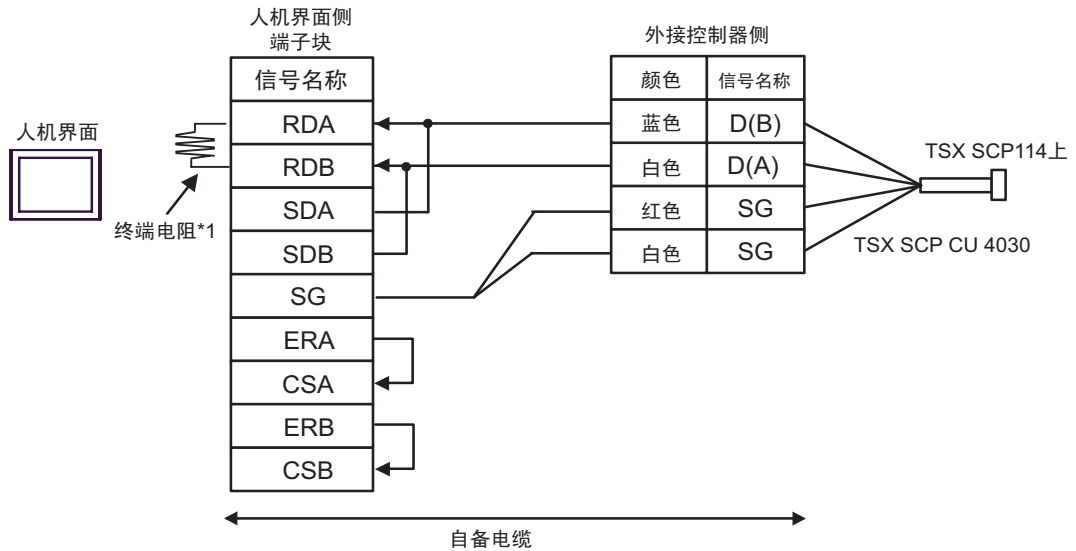 人机界面侧
端子块
外接控制器侧
人机界面
终端电阻*1
信号名称
RDA
RDB
SDA
SDB
SG
ERA
CSA
ERB
CSB
颜色 信号名称
蓝色 D(B)
白色 D(A)
红色 SG
白色 SG
TSX SCP114上
TSX SCP CU 4030
自备电缆